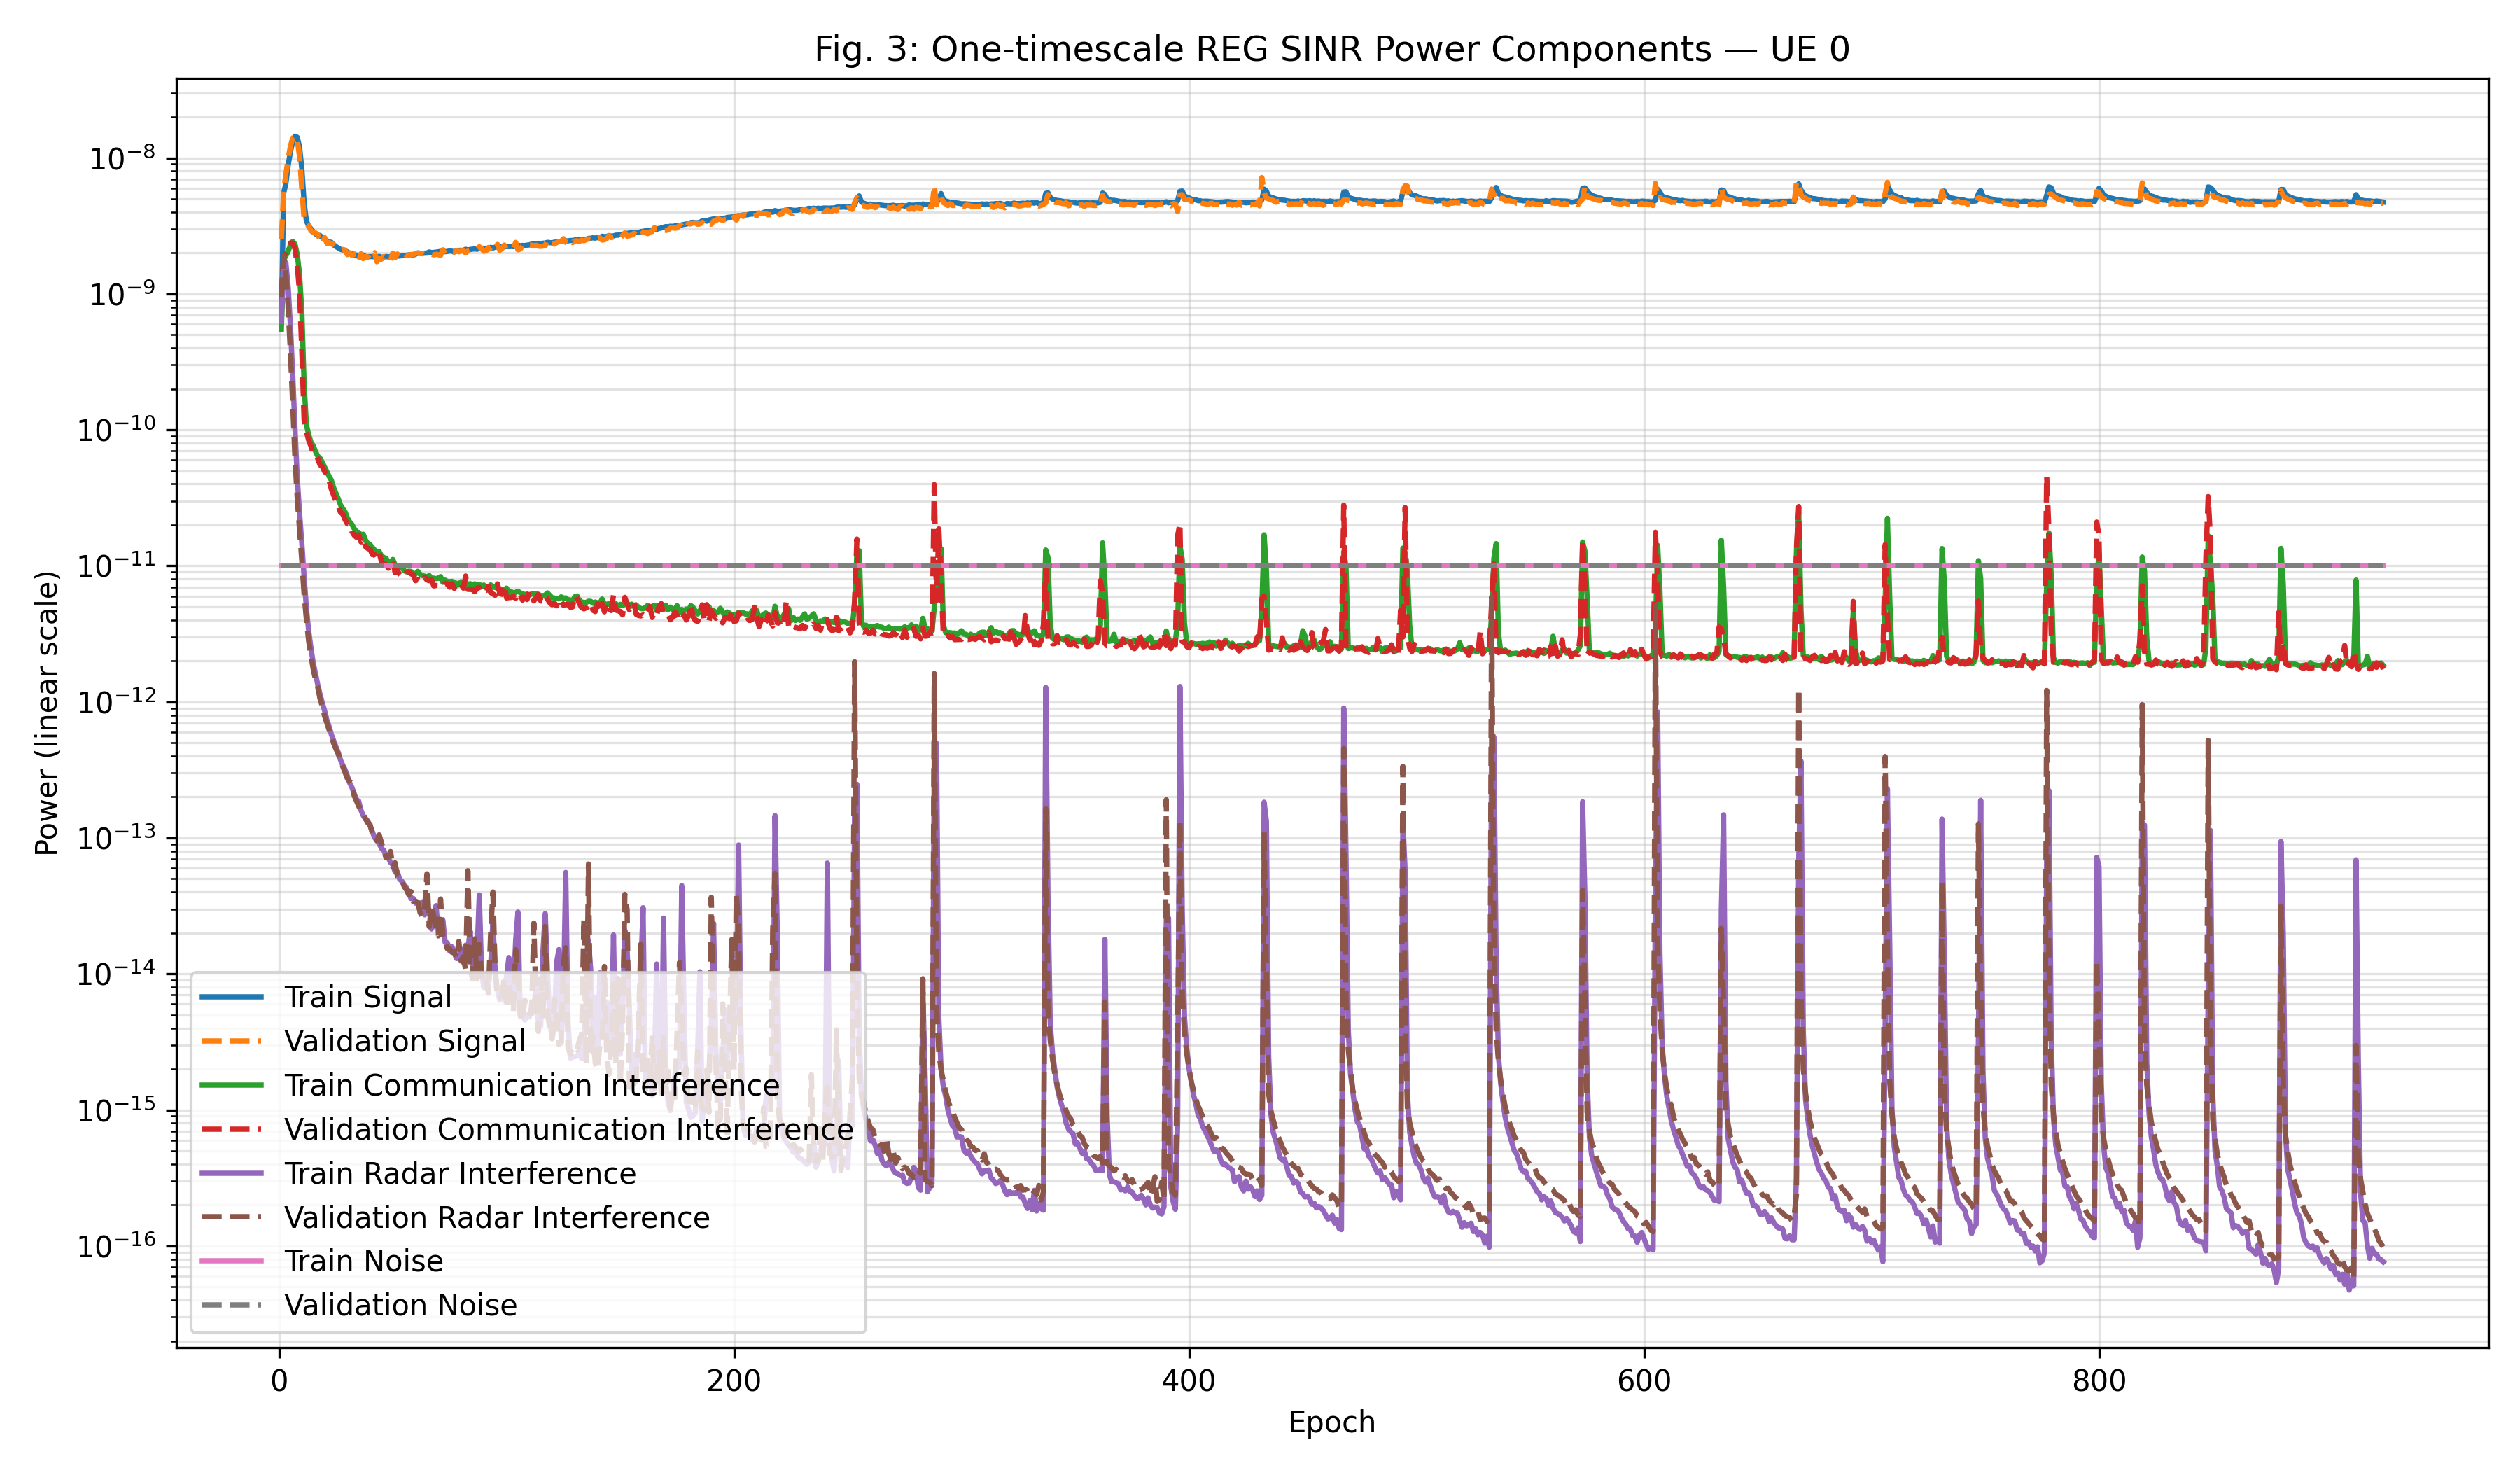 Fig. 3: One-timescale REG SINR Power Components — UE 0
Power (linear scale)
10⁻⁸
10⁻⁹
10⁻¹⁰
10⁻¹¹
10⁻¹²
10⁻¹³
10⁻¹⁴
10⁻¹⁵
10⁻¹⁶
Train Signal
Validation Signal
Train Communication Interference
Validation Communication Interference
Train Radar Interference
Validation Radar Interference
Train Noise
Validation Noise
0 200 400 600 800
Epoch